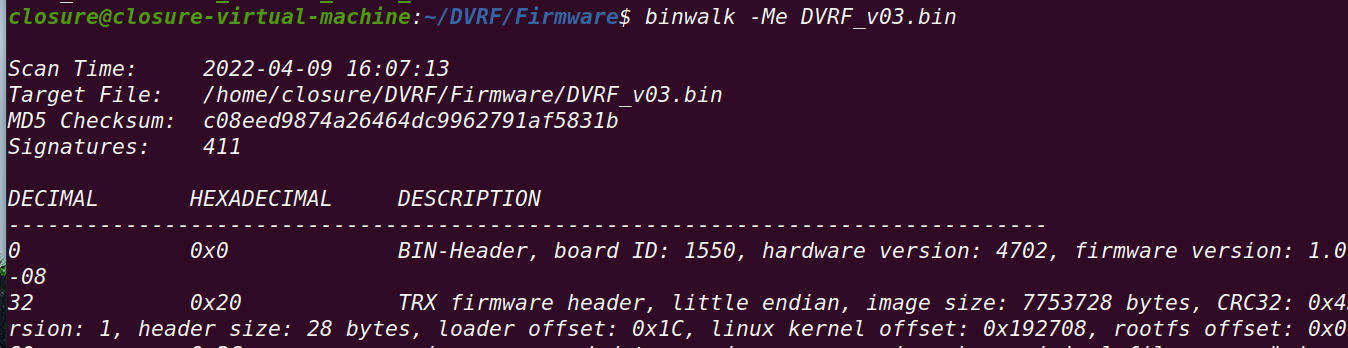 closure@closure-virtual-machine:~/DVRF/Firmware$ binwalk -Me DVRF_v03.bin
Scan Time:     2022-04-09 16:07:13
Target File:   /home/closure/DVRF/Firmware/DVRF_v03.bin
MD5 Checksum:  c08eed9874a26464dc9962791af5831b
Signatures:    411
DECIMAL       HEXADECIMAL     DESCRIPTION
--------------------------------------------------------------------------------
0             0x0             BIN-Header, board ID: 1550, hardware version: 4702, firmware version: 1.0
-08
32            0x20            TRX firmware header, little endian, image size: 7753728 bytes, CRC32: 0x4
rsion: 1, header size: 28 bytes, loader offset: 0x1C, linux kernel offset: 0x192708, rootfs offset: 0x0